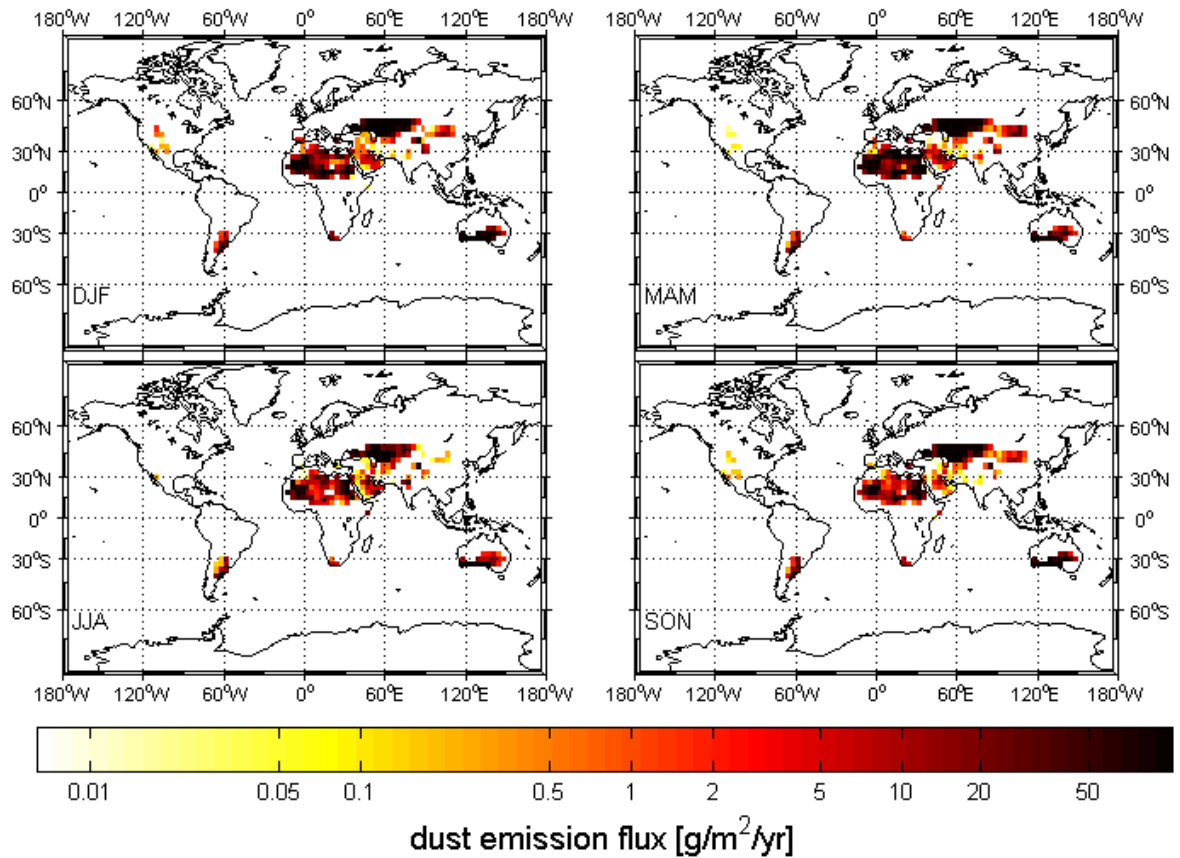 180°W 120°W 60°W 0° 60°E 120°E 180°W 180°W 120°W 60°W 0° 60°E 120°E 180°W
60°N 60°N
30°N 30°N
0° 0°
30°S 30°S
60°S 60°S
DJF MAM
60°N 60°N
30°N 30°N
0° 0°
30°S 30°S
60°S 60°S
JJA SON
180°W 120°W 60°W 0° 60°E 120°E 180°W 180°W 120°W 60°W 0° 60°E 120°E 180°W
0.01 0.05 0.1 0.5 1 2 5 10 20 50
dust emission flux [g/m²/yr]